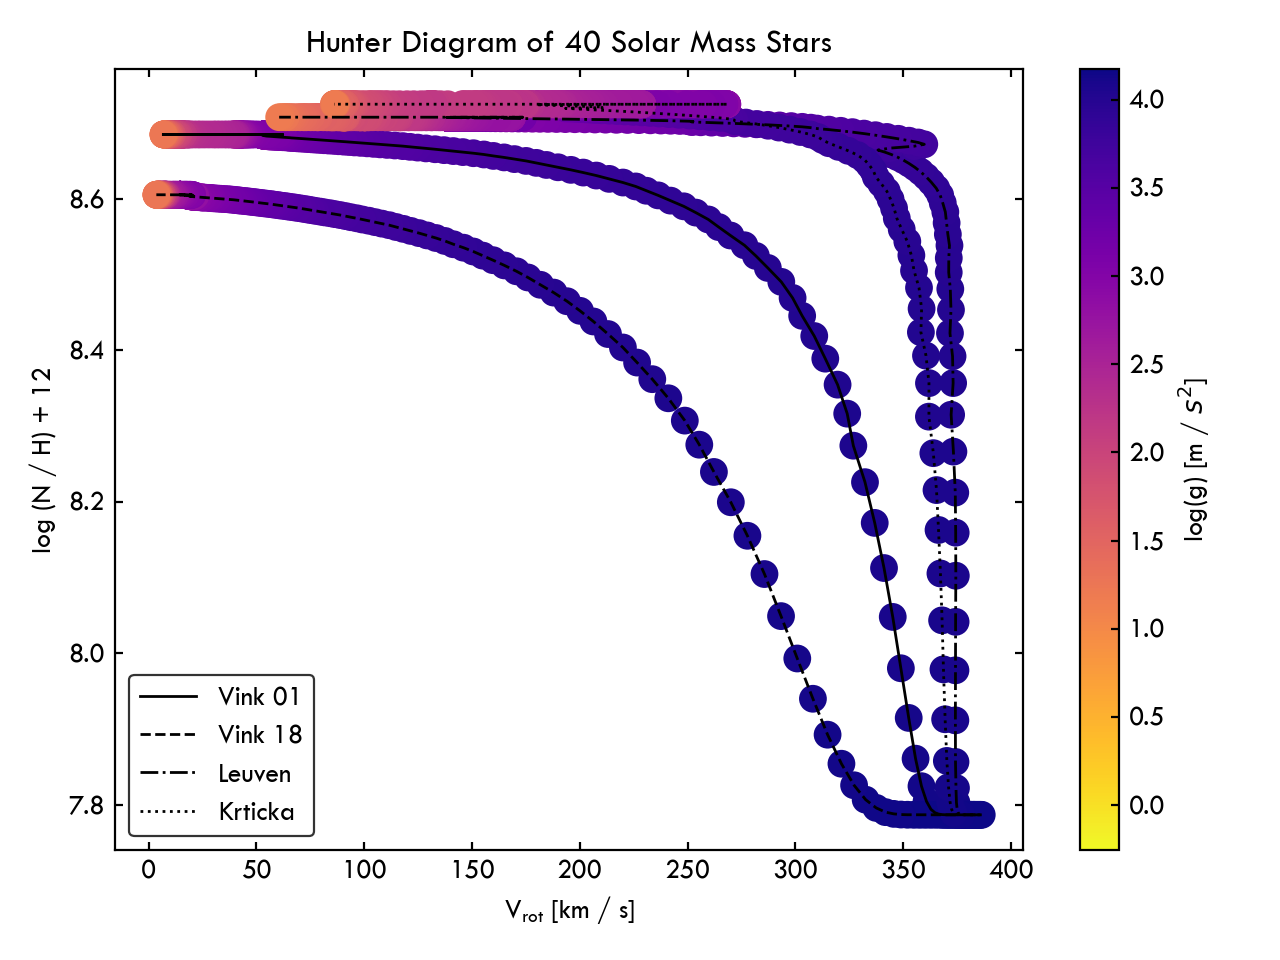 Hunter Diagram of 40 Solar Mass Stars
log (N / H) + 12
8.6
8.4
8.2
8.0
7.8
Vink 01
Vink 18
Leuven
Krticka
0 50 100 150 200 250 300 350 400
V_rot [km / s]
4.0
3.5
3.0
2.5
2.0
1.5
1.0
0.5
0.0
log(g) [m / s²]